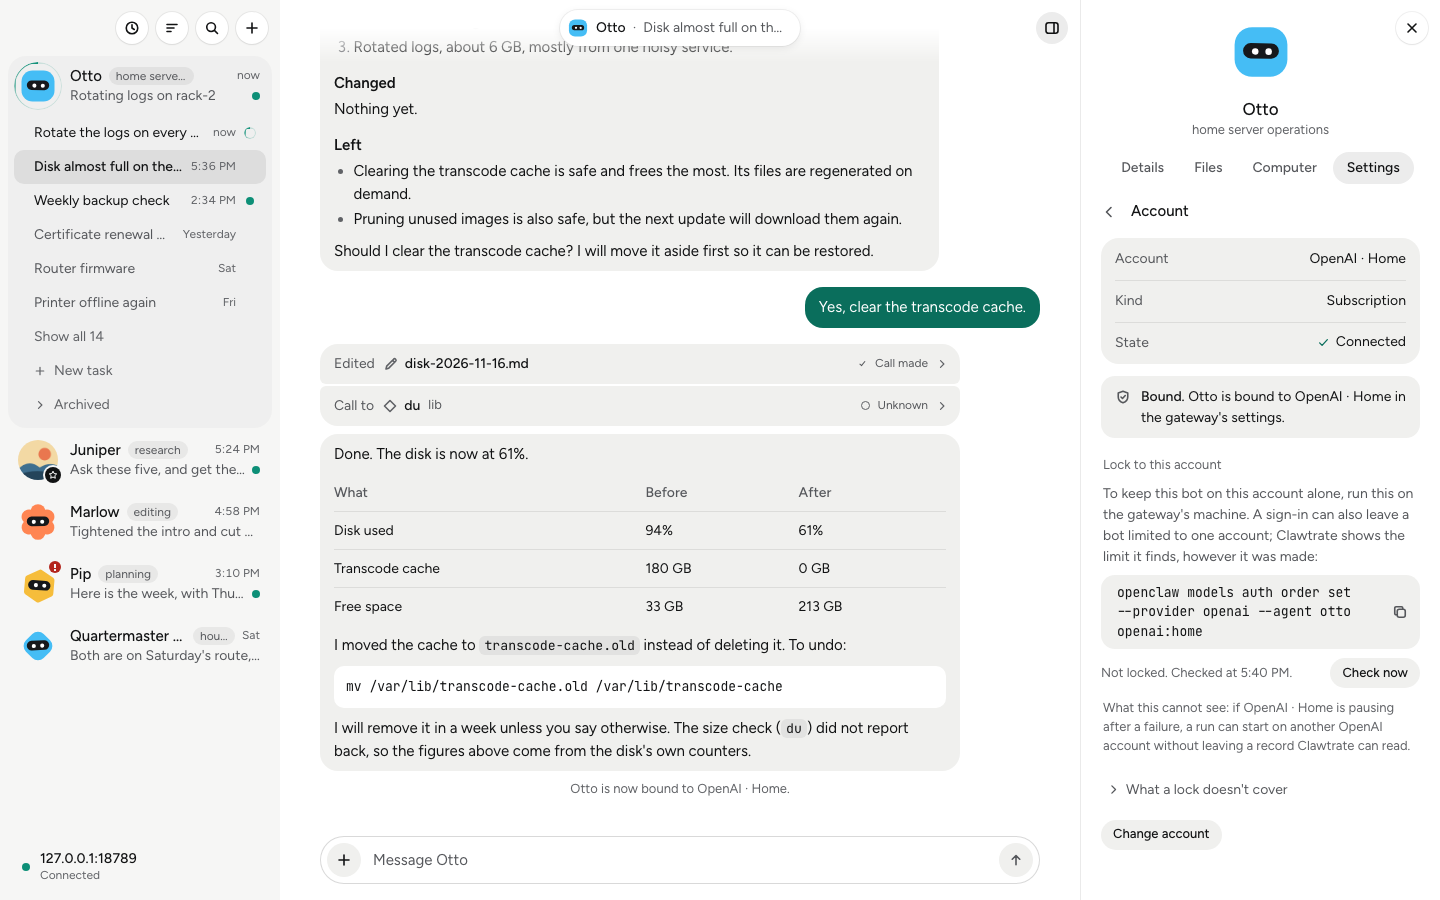 Otto home serve... now
Rotating logs on rack-2
Rotate the logs on every ... now
Disk almost full on the... 5:36 PM
Weekly backup check 2:34 PM
Certificate renewal ... Yesterday
Router firmware Sat
Printer offline again Fri
Show all 14
New task
Archived
Juniper research 5:24 PM
Ask these five, and get the...
Marlow editing 4:58 PM
Tightened the intro and cut ...
Pip planning 3:10 PM
Here is the week, with Thu...
Quartermaster ... hou... Sat
Both are on Saturday's route,...
127.0.0.1:18789
Connected
Otto · Disk almost full on th...
3. Rotated logs, about 6 GB, mostly from one noisy service.
Changed
Nothing yet.
Left
• Clearing the transcode cache is safe and frees the most. Its files are regenerated on
demand.
• Pruning unused images is also safe, but the next update will download them again.
Should I clear the transcode cache? I will move it aside first so it can be restored.
Yes, clear the transcode cache.
Edited disk-2026-11-16.md Call made
Call to du lib Unknown
Done. The disk is now at 61%.
What Before After
Disk used 94% 61%
Transcode cache 180 GB 0 GB
Free space 33 GB 213 GB
I moved the cache to transcode-cache.old instead of deleting it. To undo:
mv /var/lib/transcode-cache.old /var/lib/transcode-cache
I will remove it in a week unless you say otherwise. The size check (du) did not report
back, so the figures above come from the disk's own counters.
Otto is now bound to OpenAI · Home.
Message Otto
Otto
home server operations
Details Files Computer Settings
Account
Account OpenAI · Home
Kind Subscription
State Connected
Bound. Otto is bound to OpenAI · Home in
the gateway's settings.
Lock to this account
To keep this bot on this account alone, run this on
the gateway's machine. A sign-in can also leave a
bot limited to one account; Clawtrate shows the
limit it finds, however it was made:
openclaw models auth order set
--provider openai --agent otto
openai:home
Not locked. Checked at 5:40 PM. Check now
What this cannot see: if OpenAI · Home is pausing
after a failure, a run can start on another OpenAI
account without leaving a record Clawtrate can read.
What a lock doesn't cover
Change account